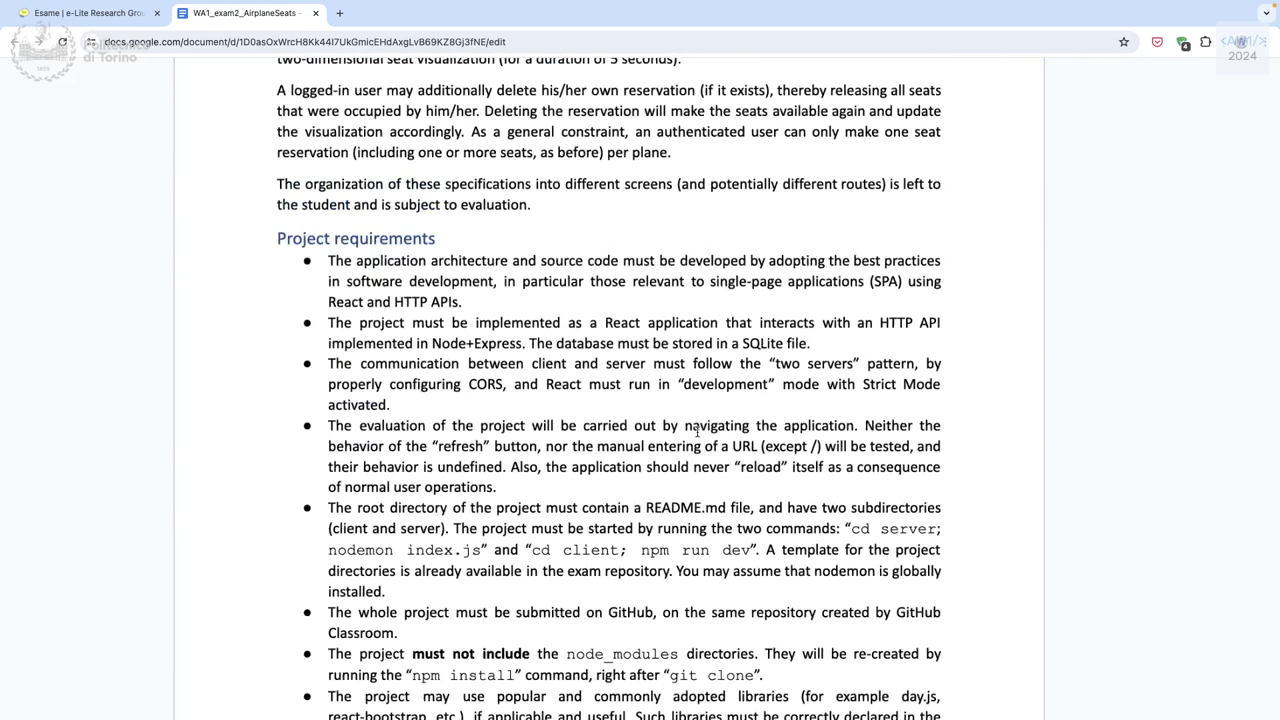 Esame | e-Lite Research Grou
WA1_exam2_AirplaneSeats -
docs.google.com/document/d/1D0asOxWrcH8Kk44I7UkGmicEHdAxgLvB69KZ8Gj3fNE/edit
Politecnico
di Torino
1859
<AW1/>
2024
4
two-dimensional seat visualization (for a duration of 5 seconds).
A logged-in user may additionally delete his/her own reservation (if it exists), thereby releasing all seats
that were occupied by him/her. Deleting the reservation will make the seats available again and update
the visualization accordingly. As a general constraint, an authenticated user can only make one seat
reservation (including one or more seats, as before) per plane.
The organization of these specifications into different screens (and potentially different routes) is left to
the student and is subject to evaluation.
Project requirements
● The application architecture and source code must be developed by adopting the best practices
in software development, in particular those relevant to single-page applications (SPA) using
React and HTTP APIs.
● The project must be implemented as a React application that interacts with an HTTP API
implemented in Node+Express. The database must be stored in a SQLite file.
● The communication between client and server must follow the “two servers” pattern, by
properly configuring CORS, and React must run in “development” mode with Strict Mode
activated.
● The evaluation of the project will be carried out by navigating the application. Neither the
behavior of the “refresh” button, nor the manual entering of a URL (except /) will be tested, and
their behavior is undefined. Also, the application should never “reload” itself as a consequence
of normal user operations.
● The root directory of the project must contain a README.md file, and have two subdirectories
(client and server). The project must be started by running the two commands: “cd server;
nodemon index.js” and “cd client; npm run dev”. A template for the project
directories is already available in the exam repository. You may assume that nodemon is globally
installed.
● The whole project must be submitted on GitHub, on the same repository created by GitHub
Classroom.
● The project must not include the node_modules directories. They will be re-created by
running the “npm install” command, right after “git clone”.
● The project may use popular and commonly adopted libraries (for example day.js,
react-bootstrap, etc.), if applicable and useful. Such libraries must be correctly declared in the